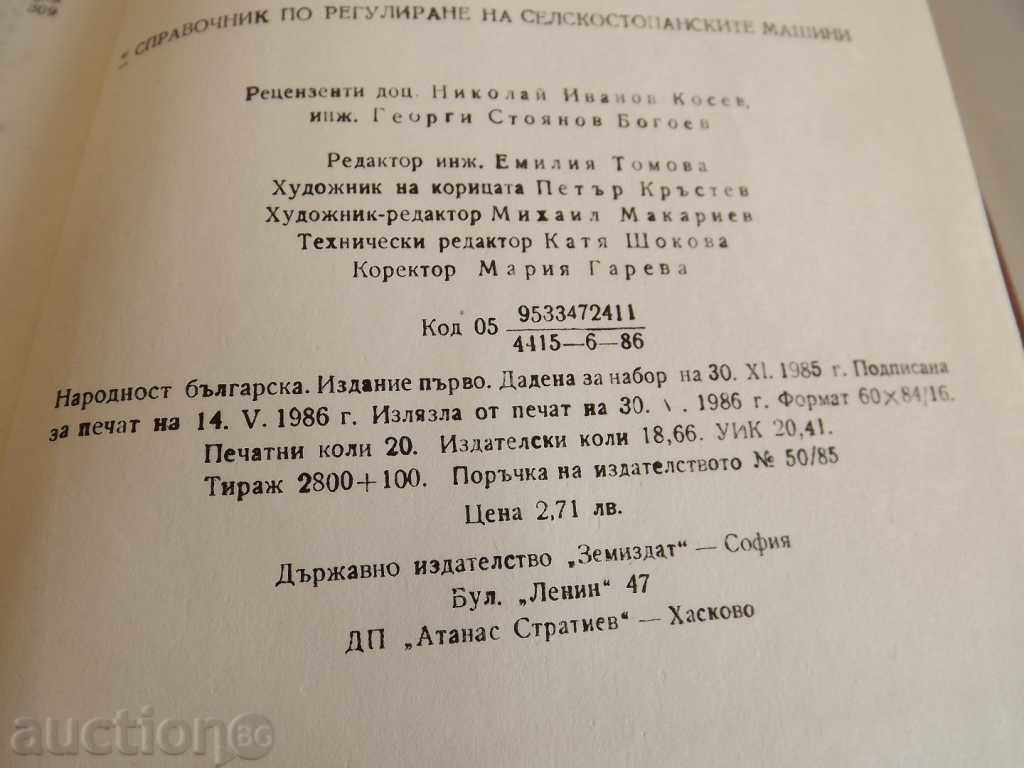 309
СПРАВОЧНИК ПО РЕГУЛИРАНЕ НА СЕЛСКОСТОПАНСКИТЕ МАШИНИ
Рецензенти доц. Николай Иванов Косев,
инж. Георги Стоянов Богоев
Редактор инж. Емилия Томова
Художник на корицата Петър Кръстев
Художник-редактор Михаил Макариев
Технически редактор Катя Шокова
Коректор Мария Гарева
Код 05 9533472411
4415—6—86
Народност българска. Издание първо. Дадена за набор на 30. XI. 1985 г. Подписана
за печат на 14. V. 1986 г. Излязла от печат на 30. . 1986 г. Формат 60×84/16.
Печатни коли 20. Издателски коли 18,66. УИК 20,41.
Тираж 2800+100. Поръчка на издателството № 50/85
Цена 2,71 лв.
Държавно издателство „Земиздат“ — София
Бул. „Ленин“ 47
ДП „Атанас Стратиев“ — Хасково
auction BG